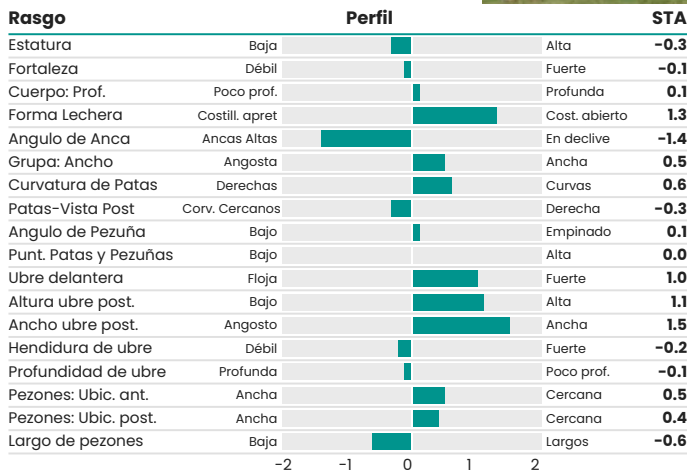 Rasgo Perfil STA
Estatura Baja Alta −0.3
Fortaleza Débil Fuerte −0.1
Cuerpo: Prof. Poco prof. Profunda 0.1
Forma Lechera Costill. apret Cost. abierto 1.3
Angulo de Anca Ancas Altas En declive −1.4
Grupa: Ancho Angosta Ancha 0.5
Curvatura de Patas Derechas Curvas 0.6
Patas-Vista Post Corv. Cercanos Derecha −0.3
Angulo de Pezuña Bajo Empinado 0.1
Punt. Patas y Pezuñas Bajo Alta 0.0
Ubre delantera Floja Fuerte 1.0
Altura ubre post. Bajo Alta 1.1
Ancho ubre post. Angosto Ancha 1.5
Hendidura de ubre Débil Fuerte −0.2
Profundidad de ubre Profunda Poco prof. −0.1
Pezones: Ubic. ant. Ancha Cercana 0.5
Pezones: Ubic. post. Ancha Cercana 0.4
Largo de pezones Baja Largos −0.6
−2 −1 0 1 2